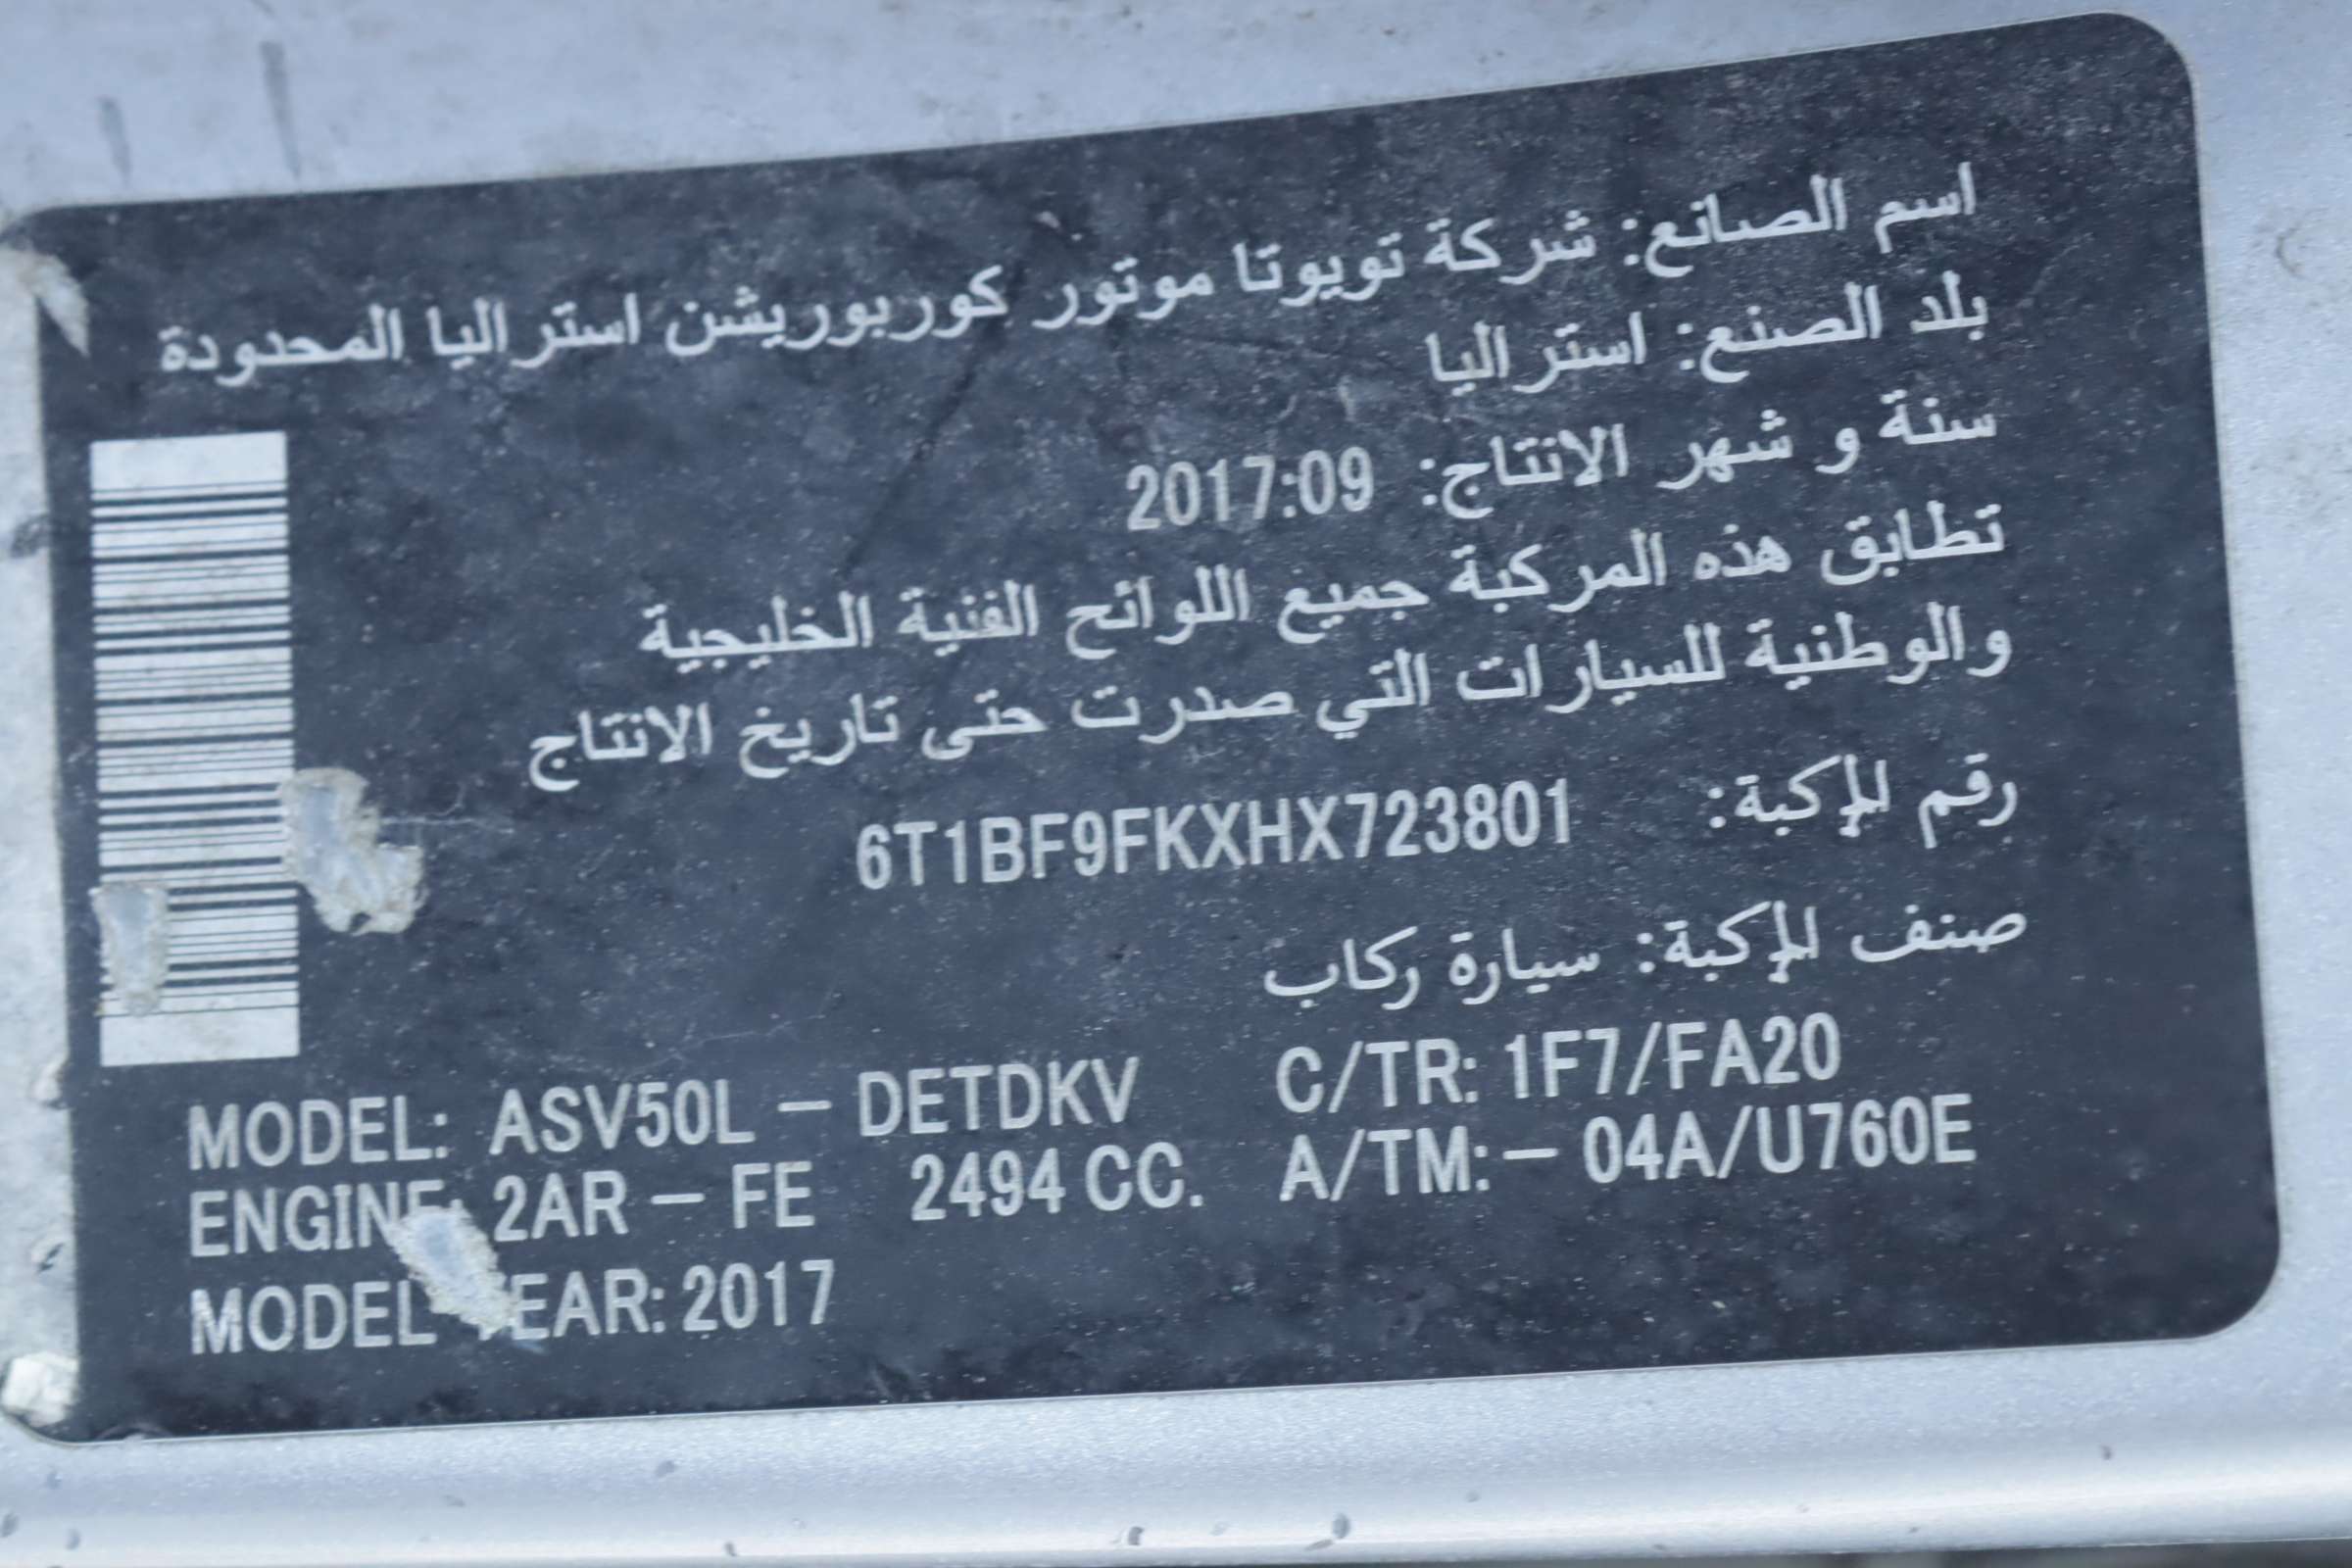 اسم الصانع: شركة تويوتا موتور كوربوريشن استراليا المحدودة
بلد الصنع: استراليا
سنة و شهر الانتاج: 2017:09
تطابق هذه المركبة جميع اللوائح الفنية الخليجية
والوطنية للسيارات التي صدرت حتى تاريخ الانتاج
رقم المركبة: 6T1BF9FKXHX723801
صنف المركبة: سيارة ركاب
MODEL: ASV50L – DETDKV C/TR: 1F7/FA20
ENGINE: 2AR – FE 2494 CC. A/TM: – 04A/U760E
MODEL YEAR: 2017